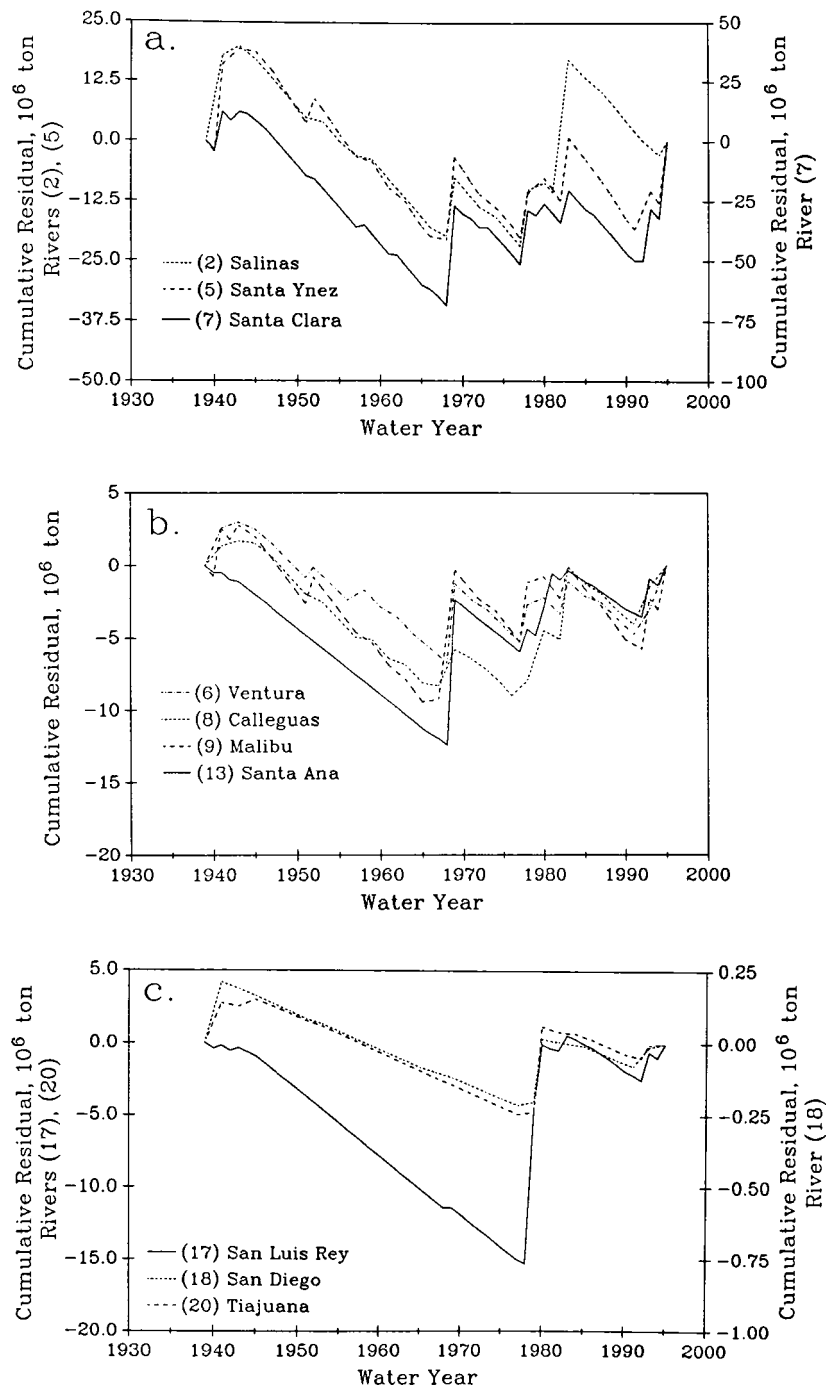 a.
Cumulative Residual, 10⁶ ton
Rivers (2), (5)
25.0
12.5
0.0
−12.5
−25.0
−37.5
−50.0
(2) Salinas
(5) Santa Ynez
(7) Santa Clara
50
25
0
−25
−50
−75
−100
Cumulative Residual, 10⁶ ton
River (7)
1930 1940 1950 1960 1970 1980 1990 2000
Water Year
b.
Cumulative Residual, 10⁶ ton
5
0
−5
−10
−15
−20
(6) Ventura
(8) Calleguas
(9) Malibu
(13) Santa Ana
1930 1940 1950 1960 1970 1980 1990 2000
Water Year
c.
Cumulative Residual, 10⁶ ton
Rivers (17), (20)
5.0
0.0
−5.0
−10.0
−15.0
−20.0
(17) San Luis Rey
(18) San Diego
(20) Tiajuana
0.25
0.00
−0.25
−0.50
−0.75
−1.00
Cumulative Residual, 10⁶ ton
River (18)
1930 1940 1950 1960 1970 1980 1990 2000
Water Year